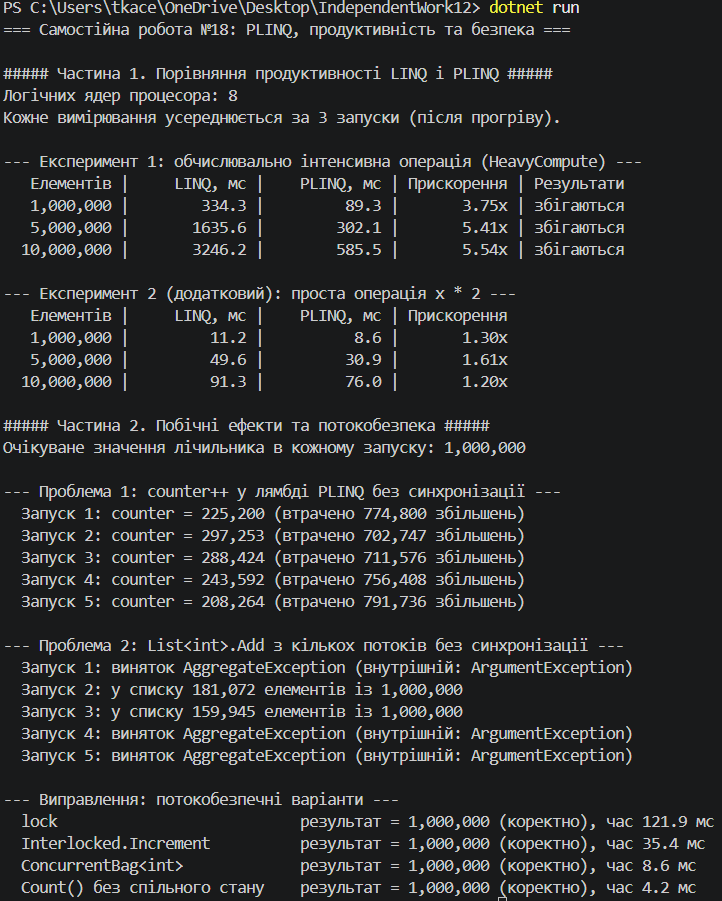 PS C:\Users\tkace\OneDrive\Desktop\IndependentWork12> dotnet run
=== Самостійна робота №18: PLINQ, продуктивність та безпека ===
##### Частина 1. Порівняння продуктивності LINQ і PLINQ #####
Логічних ядер процесора: 8
Кожне вимірювання усереднюється за 3 запуски (після прогріву).
--- Експеримент 1: обчислювально інтенсивна операція (HeavyCompute) ---
Елементів | LINQ, мс | PLINQ, мс | Прискорення | Результати
1,000,000 | 334.3 | 89.3 | 3.75x | збігаються
5,000,000 | 1635.6 | 302.1 | 5.41x | збігаються
10,000,000 | 3246.2 | 585.5 | 5.54x | збігаються
--- Експеримент 2 (додатковий): проста операція x * 2 ---
Елементів | LINQ, мс | PLINQ, мс | Прискорення
1,000,000 | 11.2 | 8.6 | 1.30x
5,000,000 | 49.6 | 30.9 | 1.61x
10,000,000 | 91.3 | 76.0 | 1.20x
##### Частина 2. Побічні ефекти та потокобезпека #####
Очікуване значення лічильника в кожному запуску: 1,000,000
--- Проблема 1: counter++ у лямбді PLINQ без синхронізації ---
Запуск 1: counter = 225,200 (втрачено 774,800 збільшень)
Запуск 2: counter = 297,253 (втрачено 702,747 збільшень)
Запуск 3: counter = 288,424 (втрачено 711,576 збільшень)
Запуск 4: counter = 243,592 (втрачено 756,408 збільшень)
Запуск 5: counter = 208,264 (втрачено 791,736 збільшень)
--- Проблема 2: List<int>.Add з кількох потоків без синхронізації ---
Запуск 1: виняток AggregateException (внутрішній: ArgumentException)
Запуск 2: у списку 181,072 елементів із 1,000,000
Запуск 3: у списку 159,945 елементів із 1,000,000
Запуск 4: виняток AggregateException (внутрішній: ArgumentException)
Запуск 5: виняток AggregateException (внутрішній: ArgumentException)
--- Виправлення: потокобезпечні варіанти ---
lock результат = 1,000,000 (коректно), час 121.9 мс
Interlocked.Increment результат = 1,000,000 (коректно), час 35.4 мс
ConcurrentBag<int> результат = 1,000,000 (коректно), час 8.6 мс
Count() без спільного стану результат = 1,000,000 (коректно), час 4.2 мс